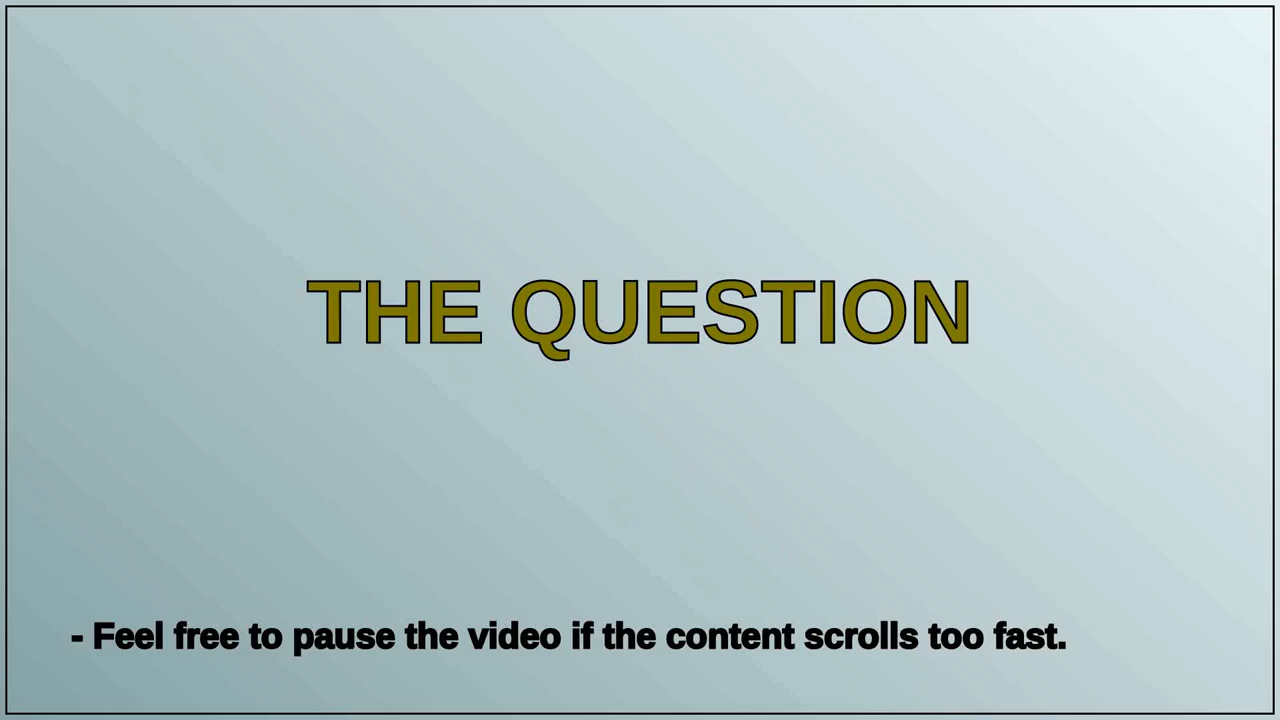 THE QUESTION
- Feel free to pause the video if the content scrolls too fast.